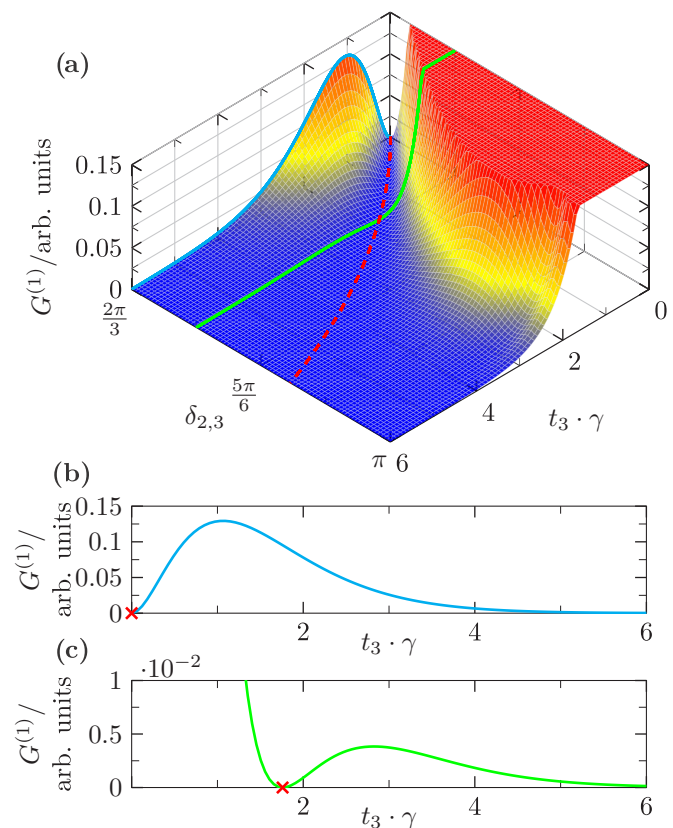 (a)
G^{(1)}/arb. units
0.15
0.1
0.05
0
2π/3
5π/6
π
δ_{2,3}
6
4
2
0
t_3 · γ
(b)
G^{(1)}/
arb. units
0.15
0.1
0.05
0
2
4
6
t_3 · γ
(c)
·10^{−2}
G^{(1)}/
arb. units
1
0.5
0
2
4
6
t_3 · γ